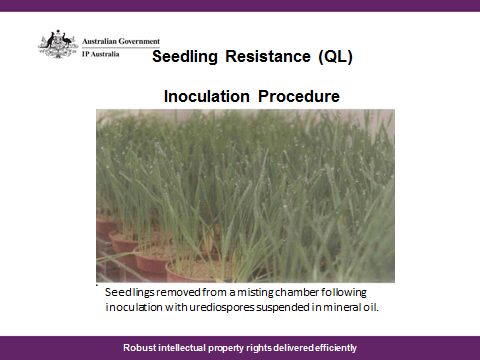 Australian Government
IP Australia
Seedling Resistance (QL)
Inoculation Procedure
Seedlings removed from a misting chamber following
inoculation with urediospores suspended in mineral oil.
Robust intellectual property rights delivered efficiently